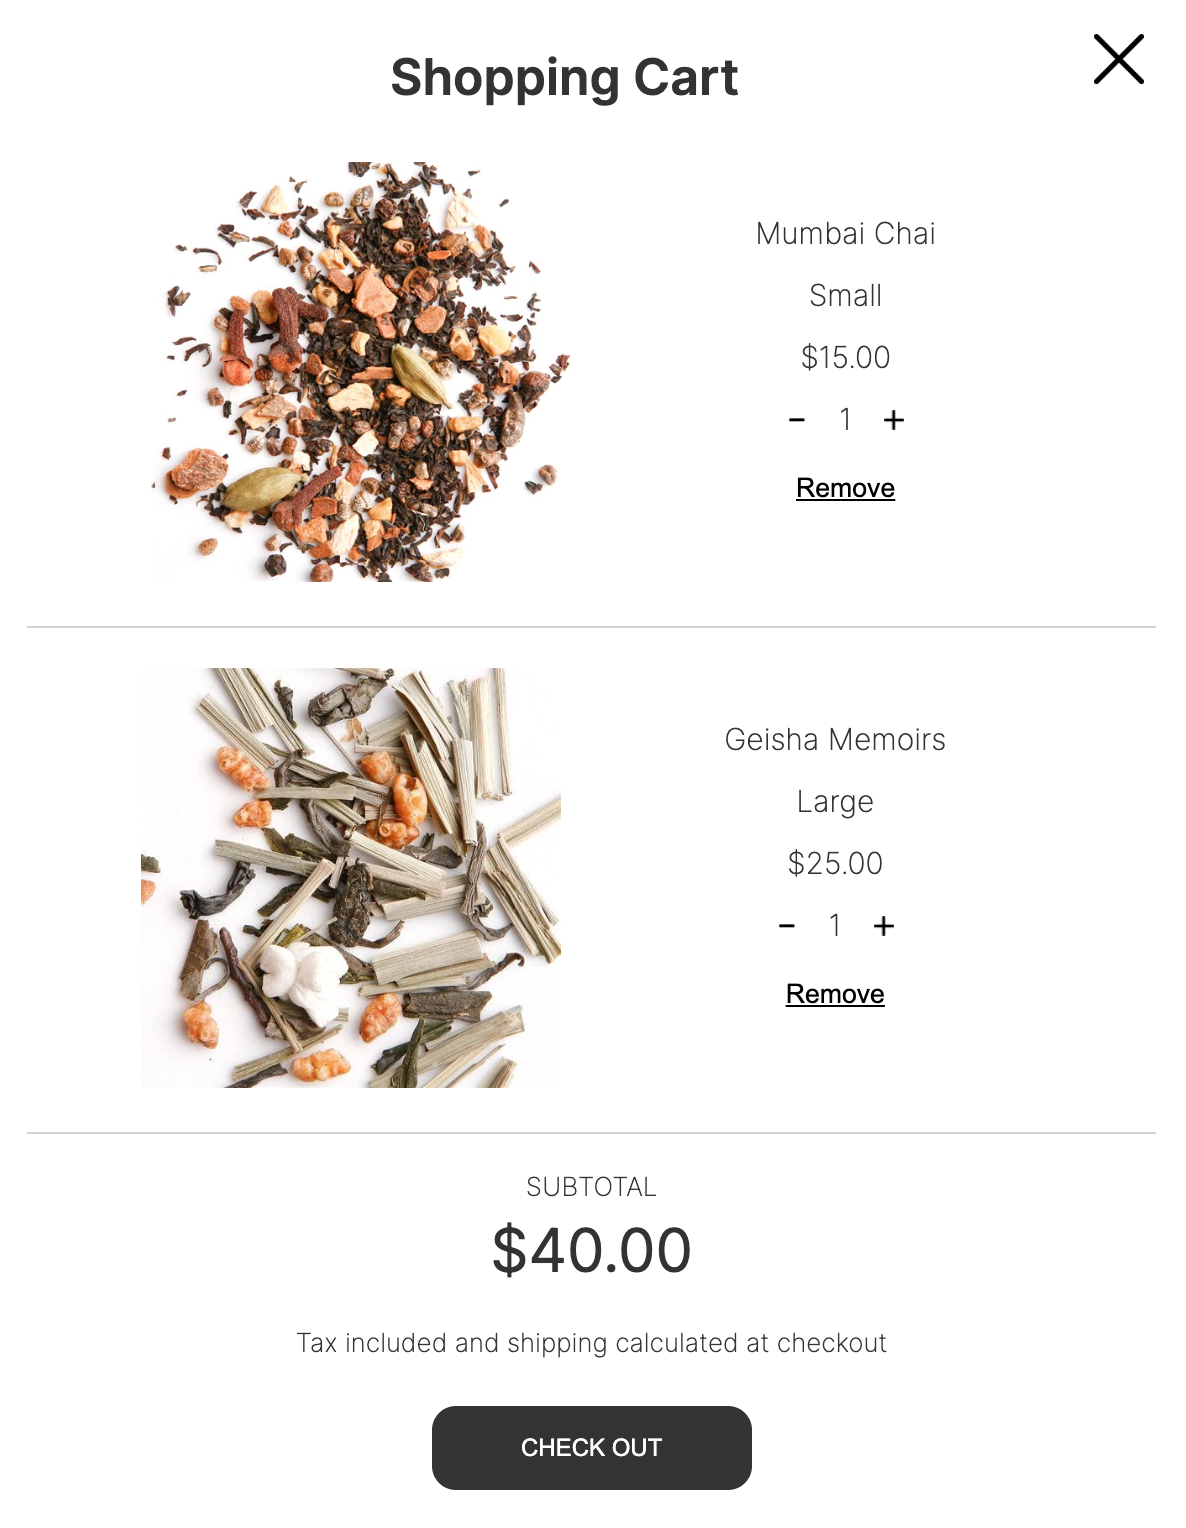 Shopping Cart
Mumbai Chai
Small
$15.00
- 1 +
Remove
Geisha Memoirs
Large
$25.00
- 1 +
Remove
SUBTOTAL
$40.00
Tax included and shipping calculated at checkout
CHECK OUT